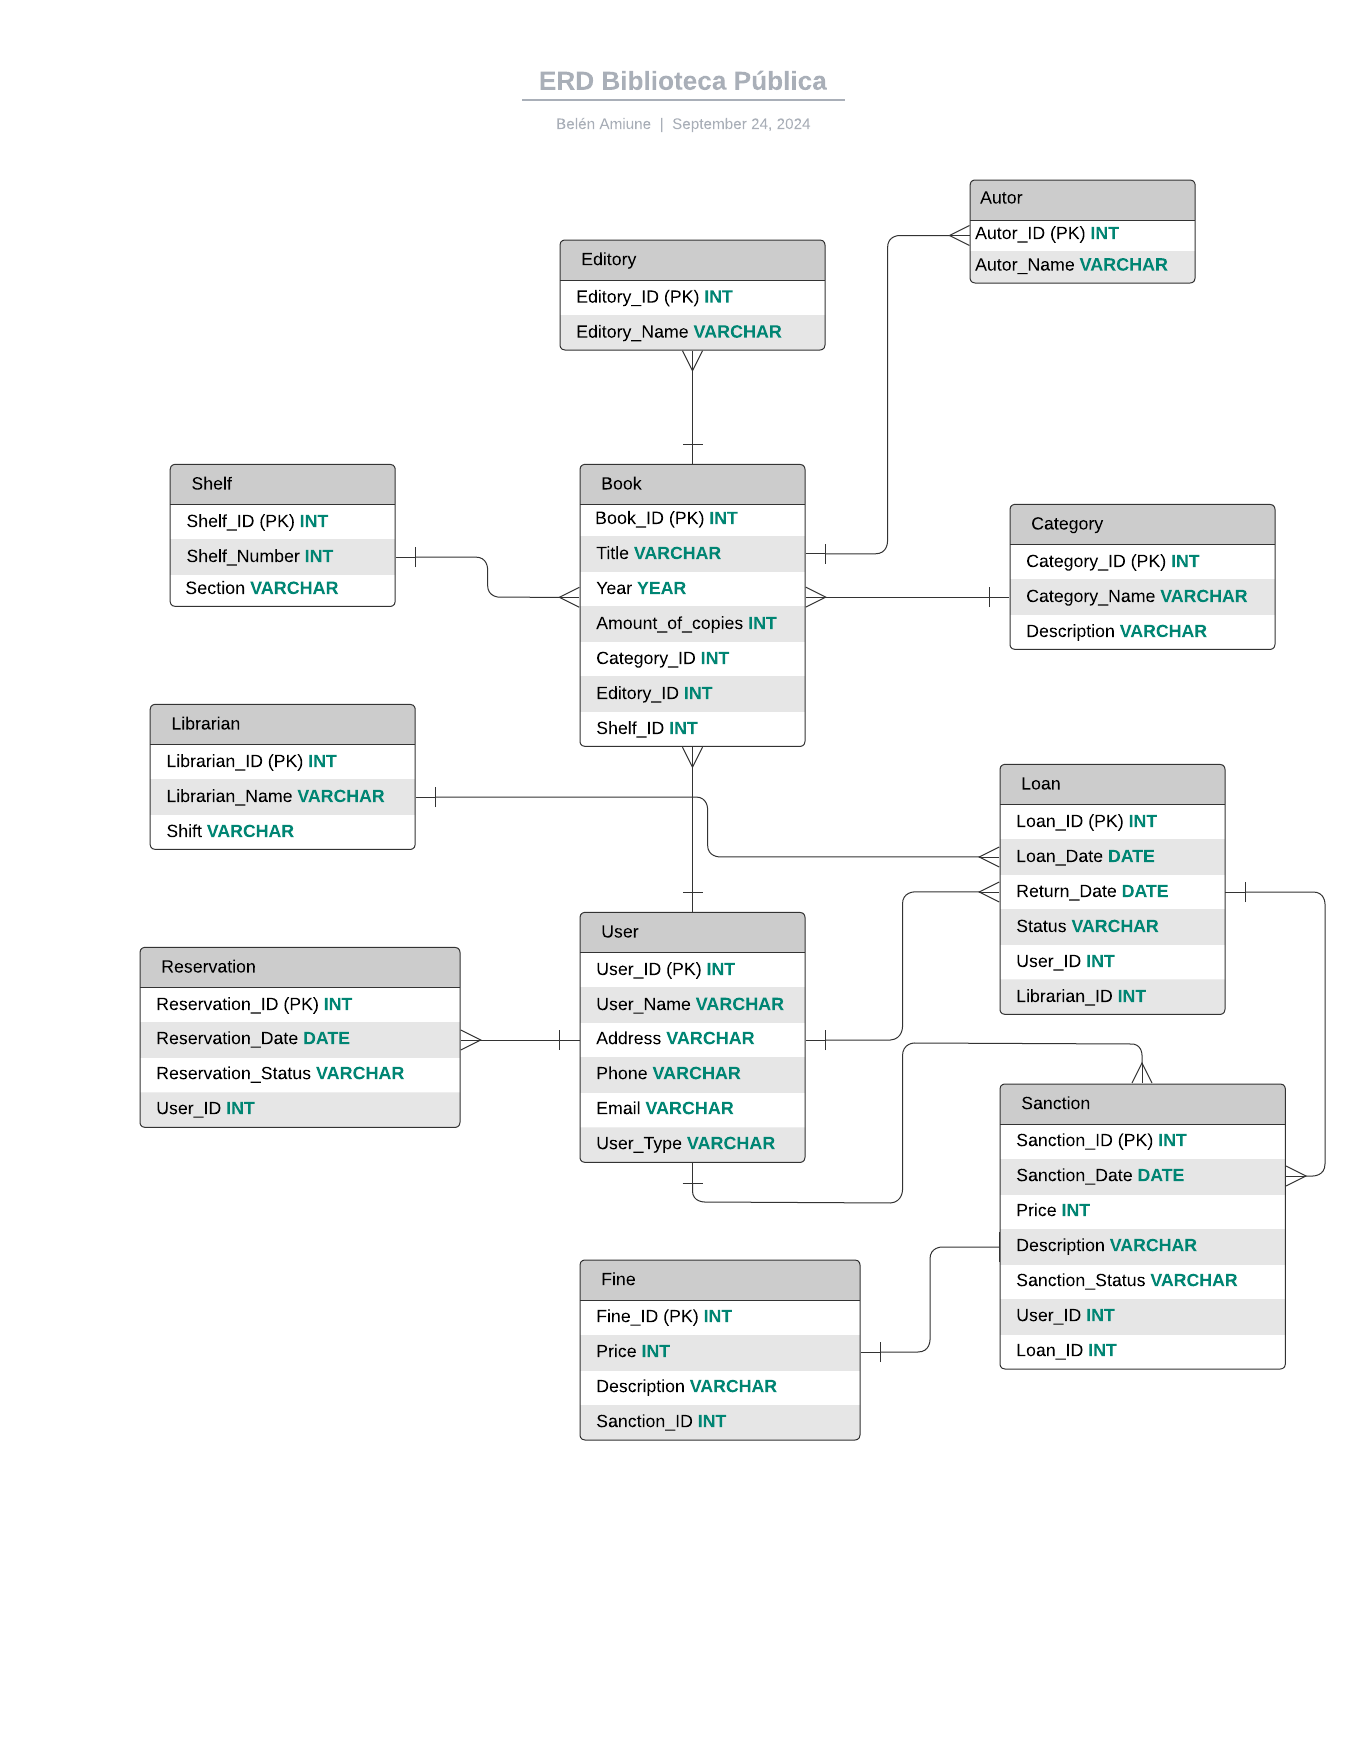 ERD Biblioteca Pública
Belén Amiune | September 24, 2024
Autor
Autor_ID (PK) INT
Autor_Name VARCHAR
Editory
Editory_ID (PK) INT
Editory_Name VARCHAR
Shelf
Shelf_ID (PK) INT
Shelf_Number INT
Section VARCHAR
Book
Book_ID (PK) INT
Title VARCHAR
Year YEAR
Amount_of_copies INT
Category_ID INT
Editory_ID INT
Shelf_ID INT
Category
Category_ID (PK) INT
Category_Name VARCHAR
Description VARCHAR
Librarian
Librarian_ID (PK) INT
Librarian_Name VARCHAR
Shift VARCHAR
Loan
Loan_ID (PK) INT
Loan_Date DATE
Return_Date DATE
Status VARCHAR
User_ID INT
Librarian_ID INT
Reservation
Reservation_ID (PK) INT
Reservation_Date DATE
Reservation_Status VARCHAR
User_ID INT
User
User_ID (PK) INT
User_Name VARCHAR
Address VARCHAR
Phone VARCHAR
Email VARCHAR
User_Type VARCHAR
Sanction
Sanction_ID (PK) INT
Sanction_Date DATE
Price INT
Description VARCHAR
Sanction_Status VARCHAR
User_ID INT
Loan_ID INT
Fine
Fine_ID (PK) INT
Price INT
Description VARCHAR
Sanction_ID INT